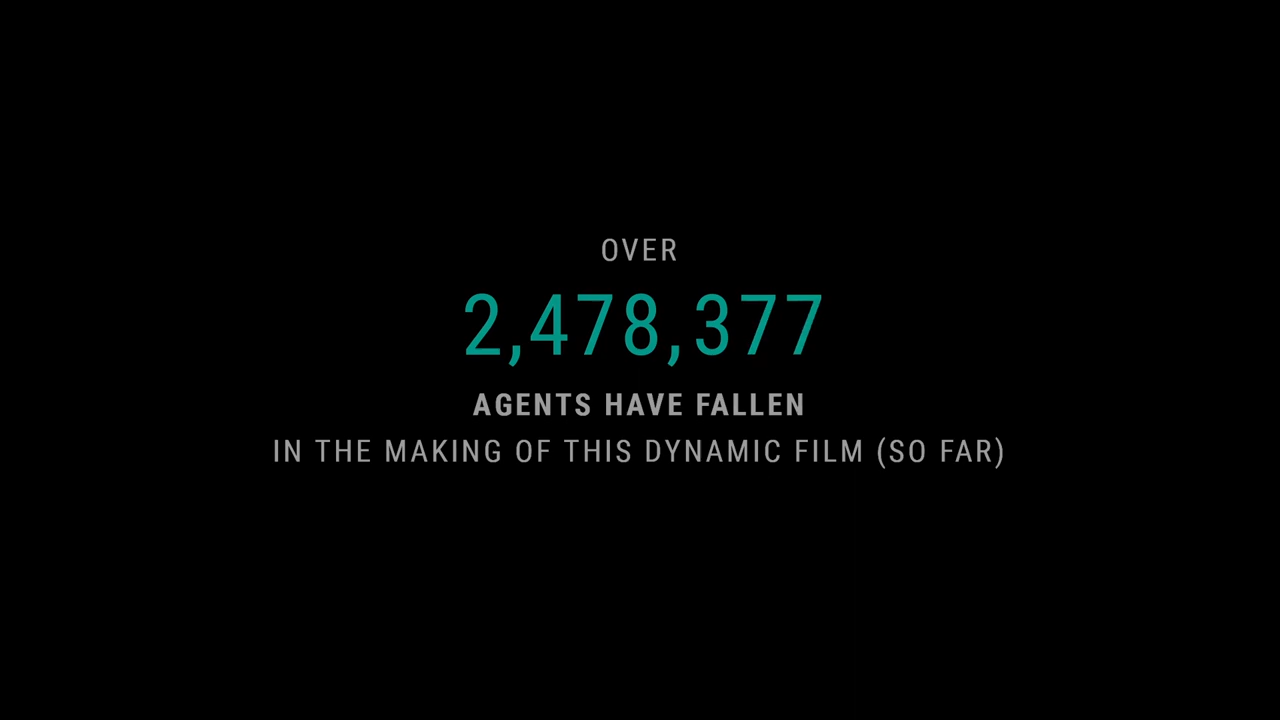 OVER
2,478,377
AGENTS HAVE FALLEN
IN THE MAKING OF THIS DYNAMIC FILM (SO FAR)